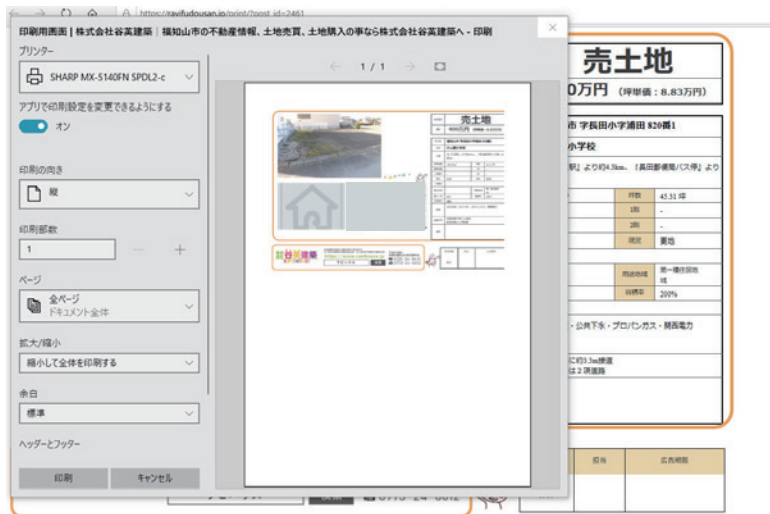 https://ravifudousan.jp/print/?post_id=2461
印刷用画面 | 株式会社谷英建築｜福知山市の不動産情報、土地売買、土地購入の事なら株式会社谷英建築へ - 印刷
プリンター
SHARP MX-5140FN SPDL2-c
アプリで印刷設定を変更できるようにする
オン
印刷の向き
縦
印刷部数
1
ページ
全ページ
ドキュメント全体
拡大/縮小
縮小して全体を印刷する
余白
標準
ヘッダーとフッター
印刷
キャンセル
1 / 1
売土地
谷英建築
売土地
0万円 (坪単価：8.83万円)
市 字長田小字浦田 820番1
小学校
駅』より約4.5km、『長田郵便局バス停』より
坪数 45.31 坪
1階 -
2階 -
現況 更地
用途地域 第一種住居地域
容積率 200%
・公共下水・プロパンガス・関西電力
に約3.3m接道
は２項道路
担当
広告期限